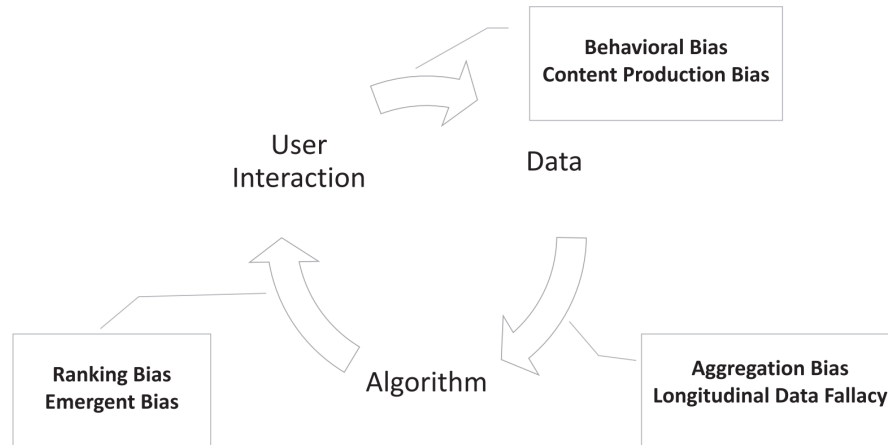 Behavioral Bias
Content Production Bias
User
Interaction
Data
Ranking Bias
Emergent Bias
Algorithm
Aggregation Bias
Longitudinal Data Fallacy